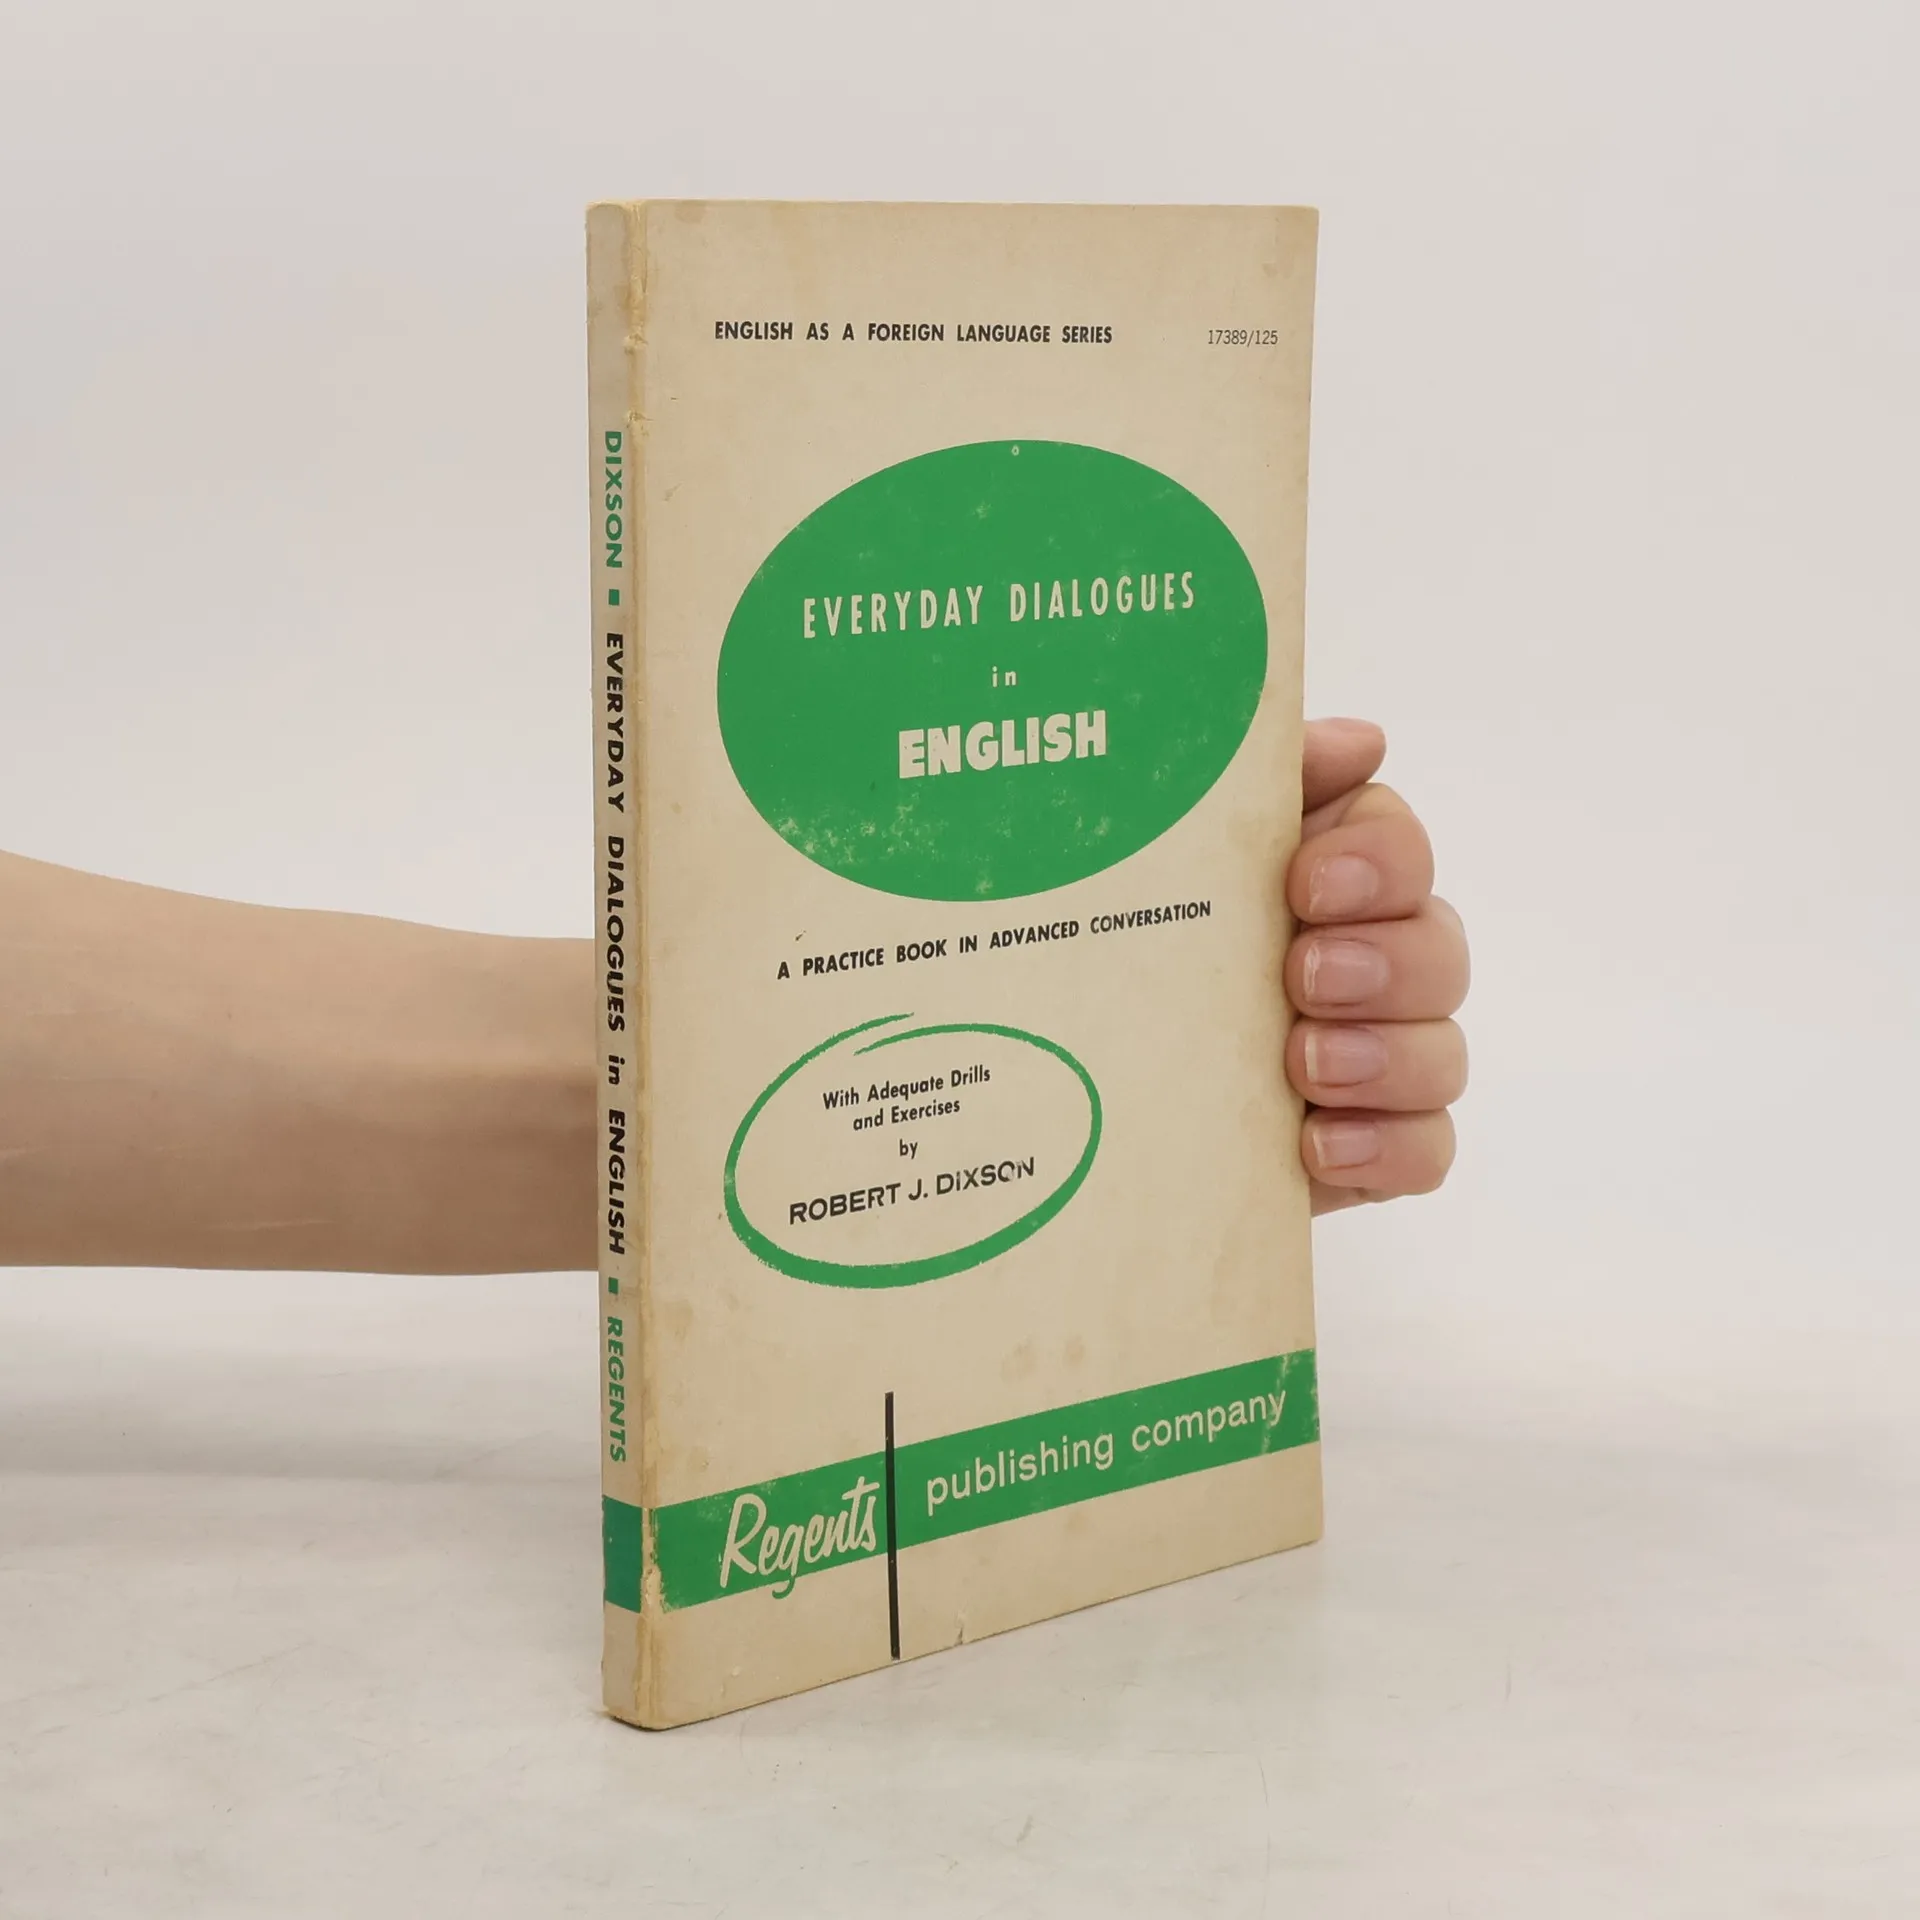 ENGLISH AS A FOREIGN LANGUAGE SERIES 17389/125
EVERYDAY DIALOGUES
in
ENGLISH
A PRACTICE BOOK IN ADVANCED CONVERSATION
With Adequate Drills
and Exercises
by
ROBERT J. DIXSON
Regents publishing company
DIXSON ■ EVERYDAY DIALOGUES in ENGLISH ■ REGENTS